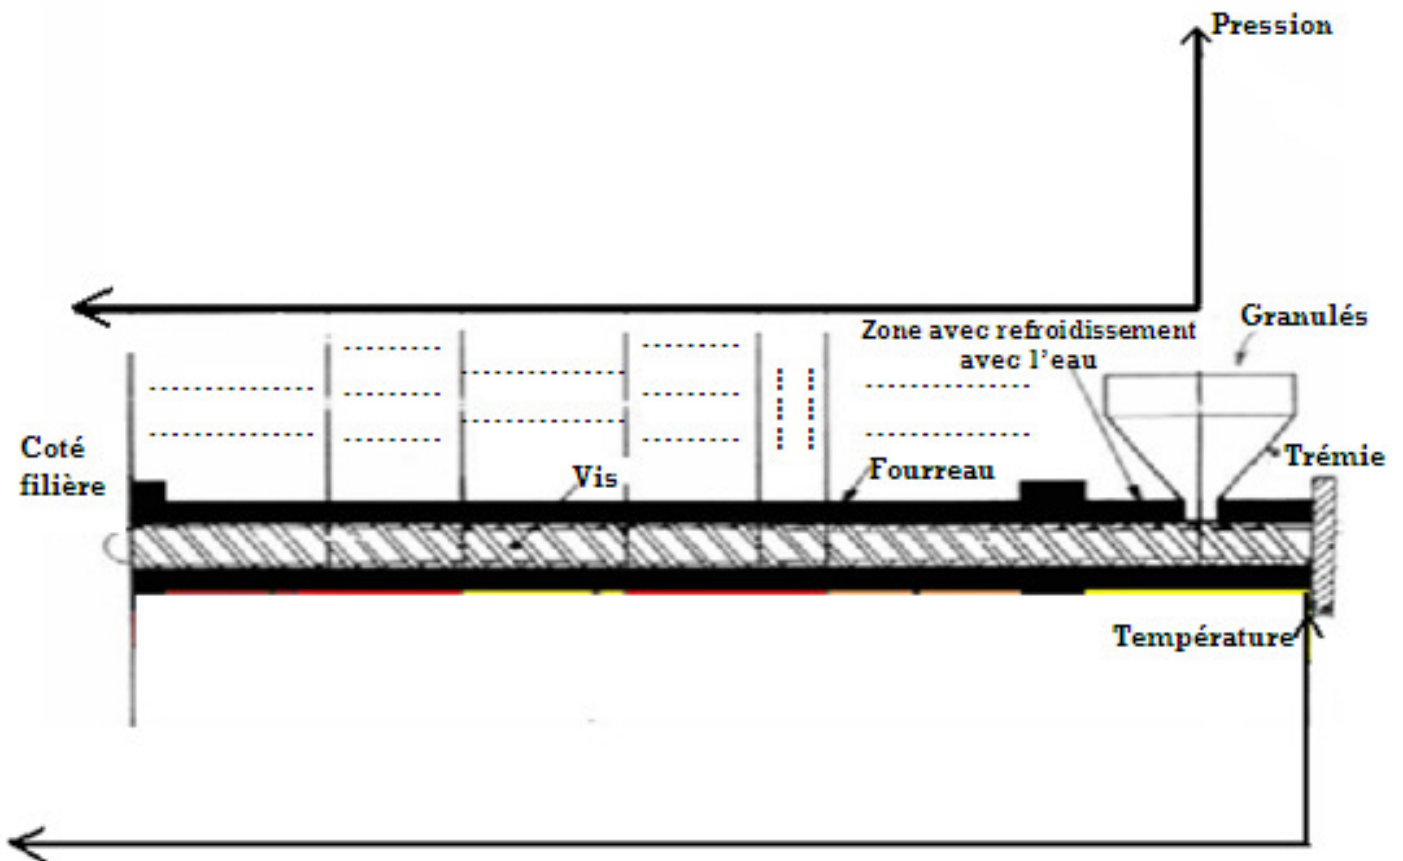 Pression
Granulés
Zone avec refroidissement
avec l'eau
Coté
filière
Vis
Fourreau
Trémie
Température